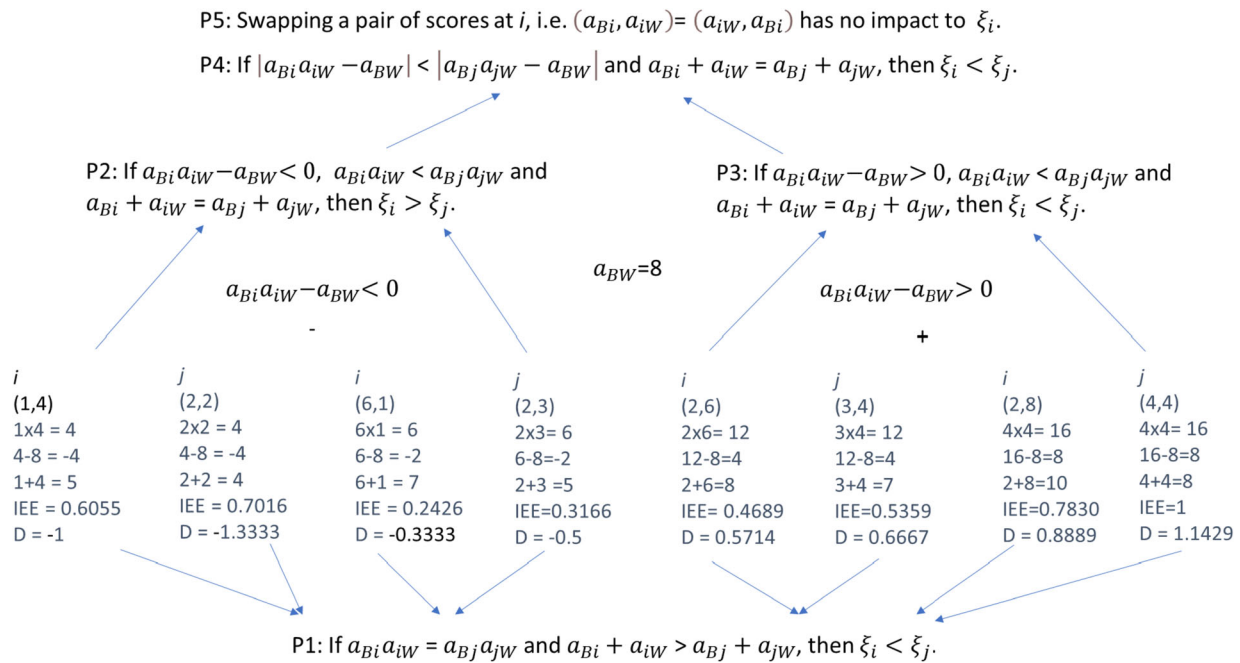 P5: Swapping a pair of scores at i, i.e. (a_Bi, a_iW)= (a_iW, a_Bi) has no impact to ξ_i.
P4: If |a_Bi a_iW −a_BW| < |a_Bj a_jW − a_BW| and a_Bi + a_iW = a_Bj + a_jW, then ξ_i < ξ_j.
P2: If a_Bi a_iW−a_BW< 0, a_Bi a_iW < a_Bj a_jW and
a_Bi + a_iW = a_Bj + a_jW, then ξ_i > ξ_j.
P3: If a_Bi a_iW−a_BW> 0, a_Bi a_iW < a_Bj a_jW and
a_Bi + a_iW = a_Bj + a_jW, then ξ_i < ξ_j.
a_BW=8
a_Bi a_iW−a_BW< 0
-
a_Bi a_iW−a_BW> 0
+
i
(1,4)
1x4 = 4
4-8 = -4
1+4 = 5
IEE = 0.6055
D = -1
j
(2,2)
2x2 = 4
4-8 = -4
2+2 = 4
IEE = 0.7016
D = -1.3333
i
(6,1)
6x1 = 6
6-8 = -2
6+1 = 7
IEE = 0.2426
D = -0.3333
j
(2,3)
2x3= 6
6-8=-2
2+3 =5
IEE=0.3166
D = -0.5
i
(2,6)
2x6= 12
12-8=4
2+6=8
IEE= 0.4689
D = 0.5714
j
(3,4)
3x4= 12
12-8=4
3+4 =7
IEE=0.5359
D = 0.6667
i
(2,8)
4x4= 16
16-8=8
2+8=10
IEE=0.7830
D = 0.8889
j
(4,4)
4x4= 16
16-8=8
4+4=8
IEE=1
D = 1.1429
P1: If a_Bi a_iW = a_Bj a_jW and a_Bi + a_iW > a_Bj + a_jW, then ξ_i < ξ_j.